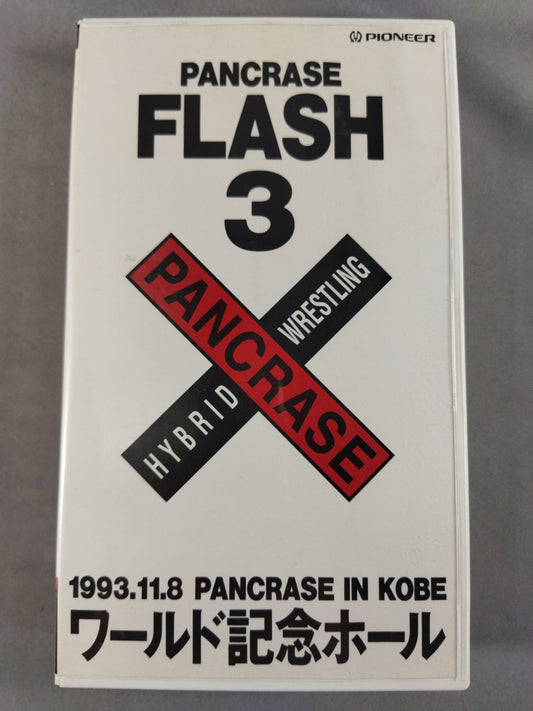 PIONEER
PANCRASE
FLASH
3
PANCRASE
HYBRID WRESTLING
1993.11.8 PANCRASE IN KOBE
ワールド記念ホール